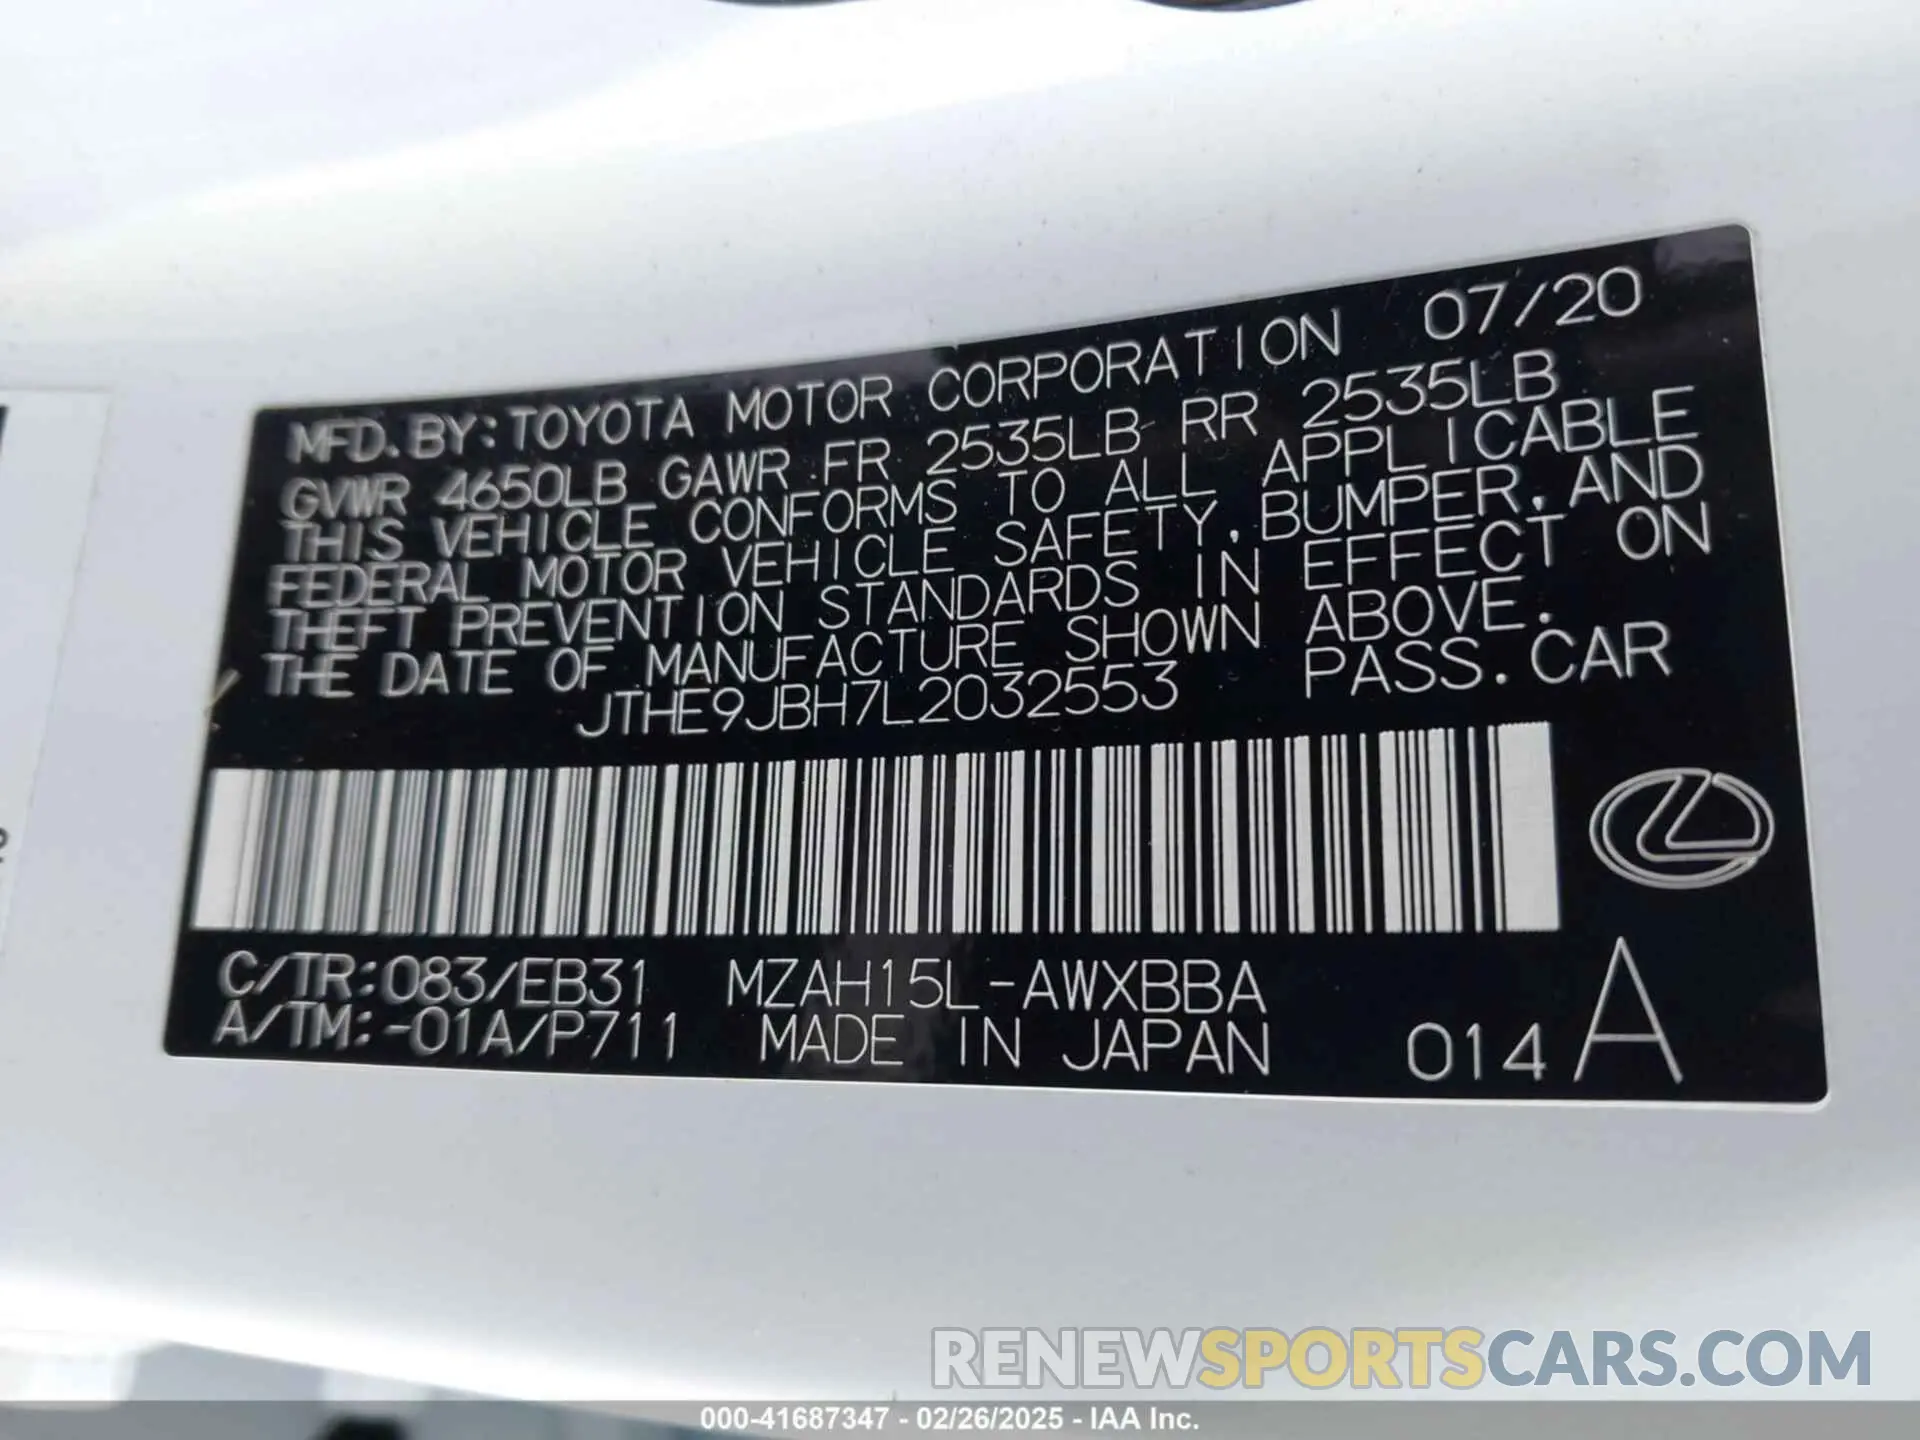 MFD. BY: TOYOTA MOTOR CORPORATION 07/20
GVWR 4650LB GAWR FR 2535LB RR 2535LB
THIS VEHICLE CONFORMS TO ALL APPLICABLE
FEDERAL MOTOR VEHICLE SAFETY, BUMPER, AND
THEFT PREVENTION STANDARDS IN EFFECT ON
THE DATE OF MANUFACTURE SHOWN ABOVE.
JTHE9JBH7L2032553 PASS. CAR
C/TR:083/EB31 MZAH15L-AWXBBA
A/TM:-01A/P711 MADE IN JAPAN 014 A
RENEWSPORTSCARS.COM
000-41687347 - 02/26/2025 - IAA Inc.